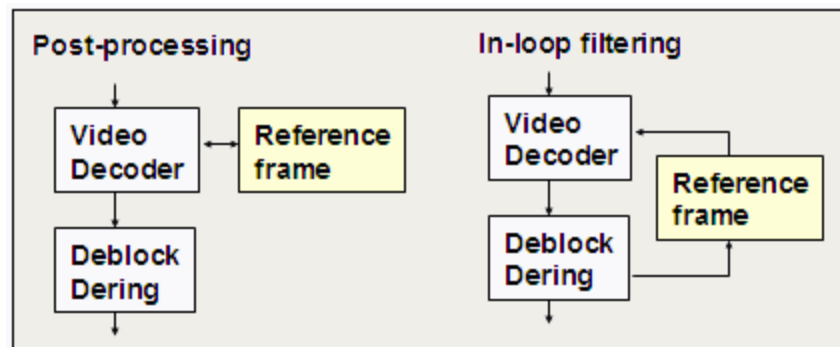 Post-processing
Video
Decoder
Reference
frame
Deblock
Dering
In-loop filtering
Video
Decoder
Reference
frame
Deblock
Dering